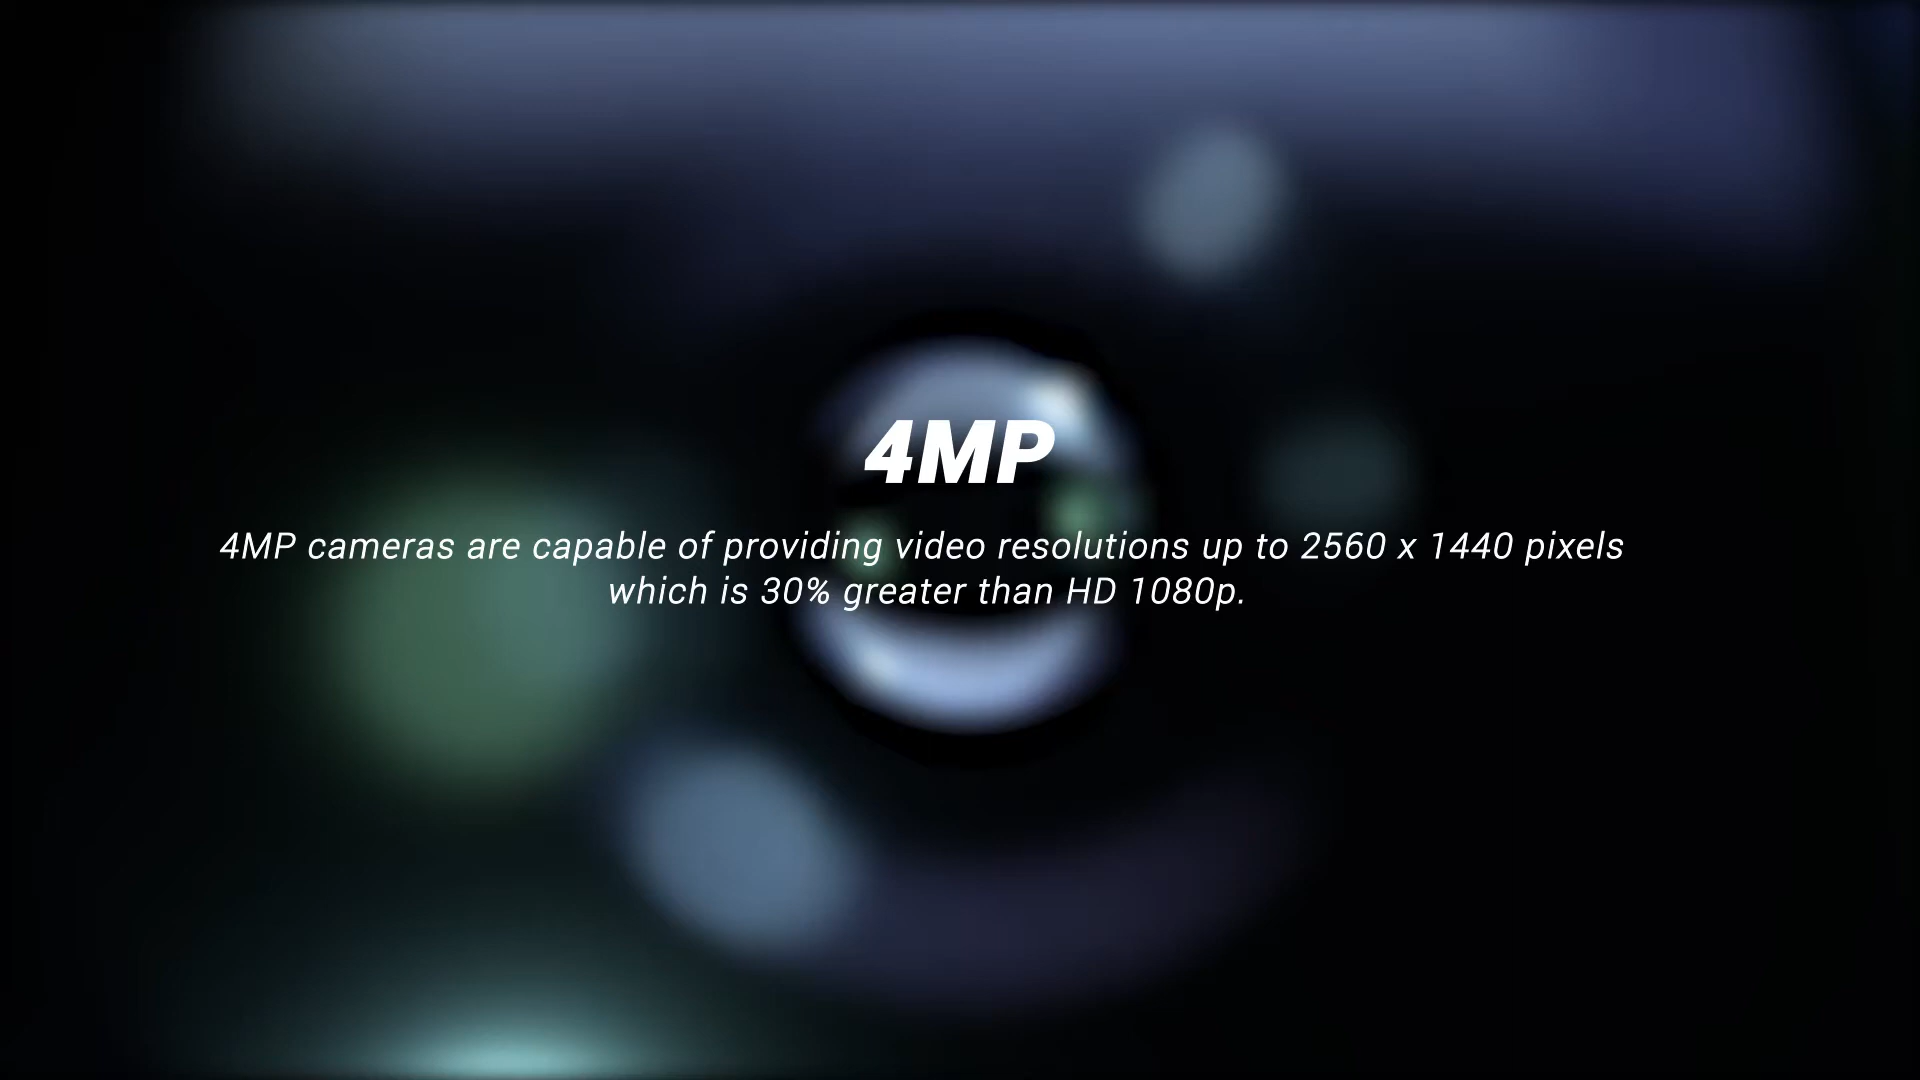 4MP
4MP cameras are capable of providing video resolutions up to 2560 x 1440 pixels
which is 30% greater than HD 1080p.